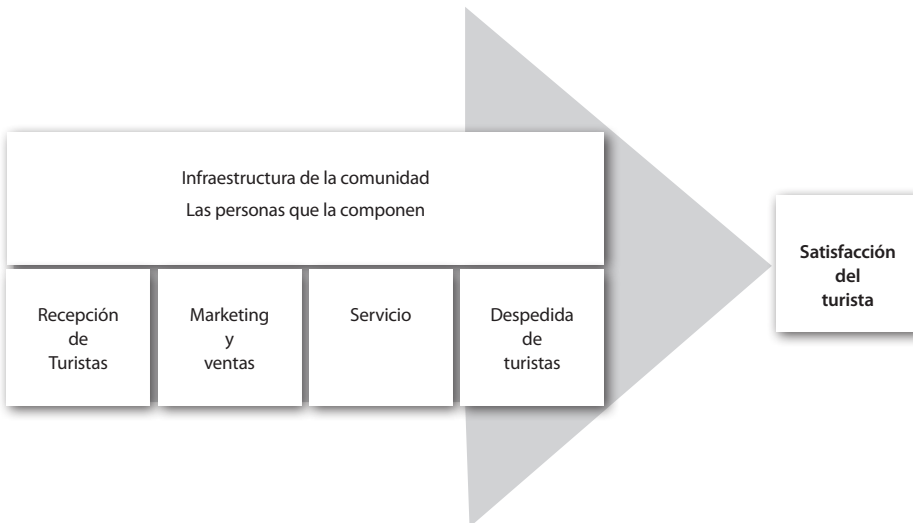 Infraestructura de la comunidad
Las personas que la componen
Recepción
de
Turistas
Marketing
y
ventas
Servicio
Despedida
de
turistas
Satisfacción
del
turista